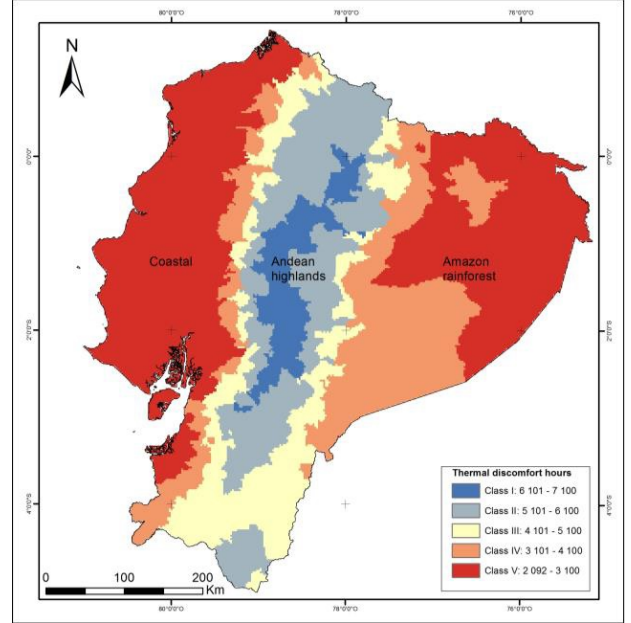 80°0'0"O 78°0'0"O 76°0'0"O
N
0°0'0" 0°0'0"
Coastal
Andean
highlands
Amazon
rainforest
2°0'0"S 2°0'0"S
4°0'0"S 4°0'0"S
Thermal discomfort hours
Class I: 6 101 - 7 100
Class II: 5 101 - 6 100
Class III: 4 101 - 5 100
Class IV: 3 101 - 4 100
Class V: 2 092 - 3 100
0 50 100 200
Km
80°0'0"O 78°0'0"O 76°0'0"O